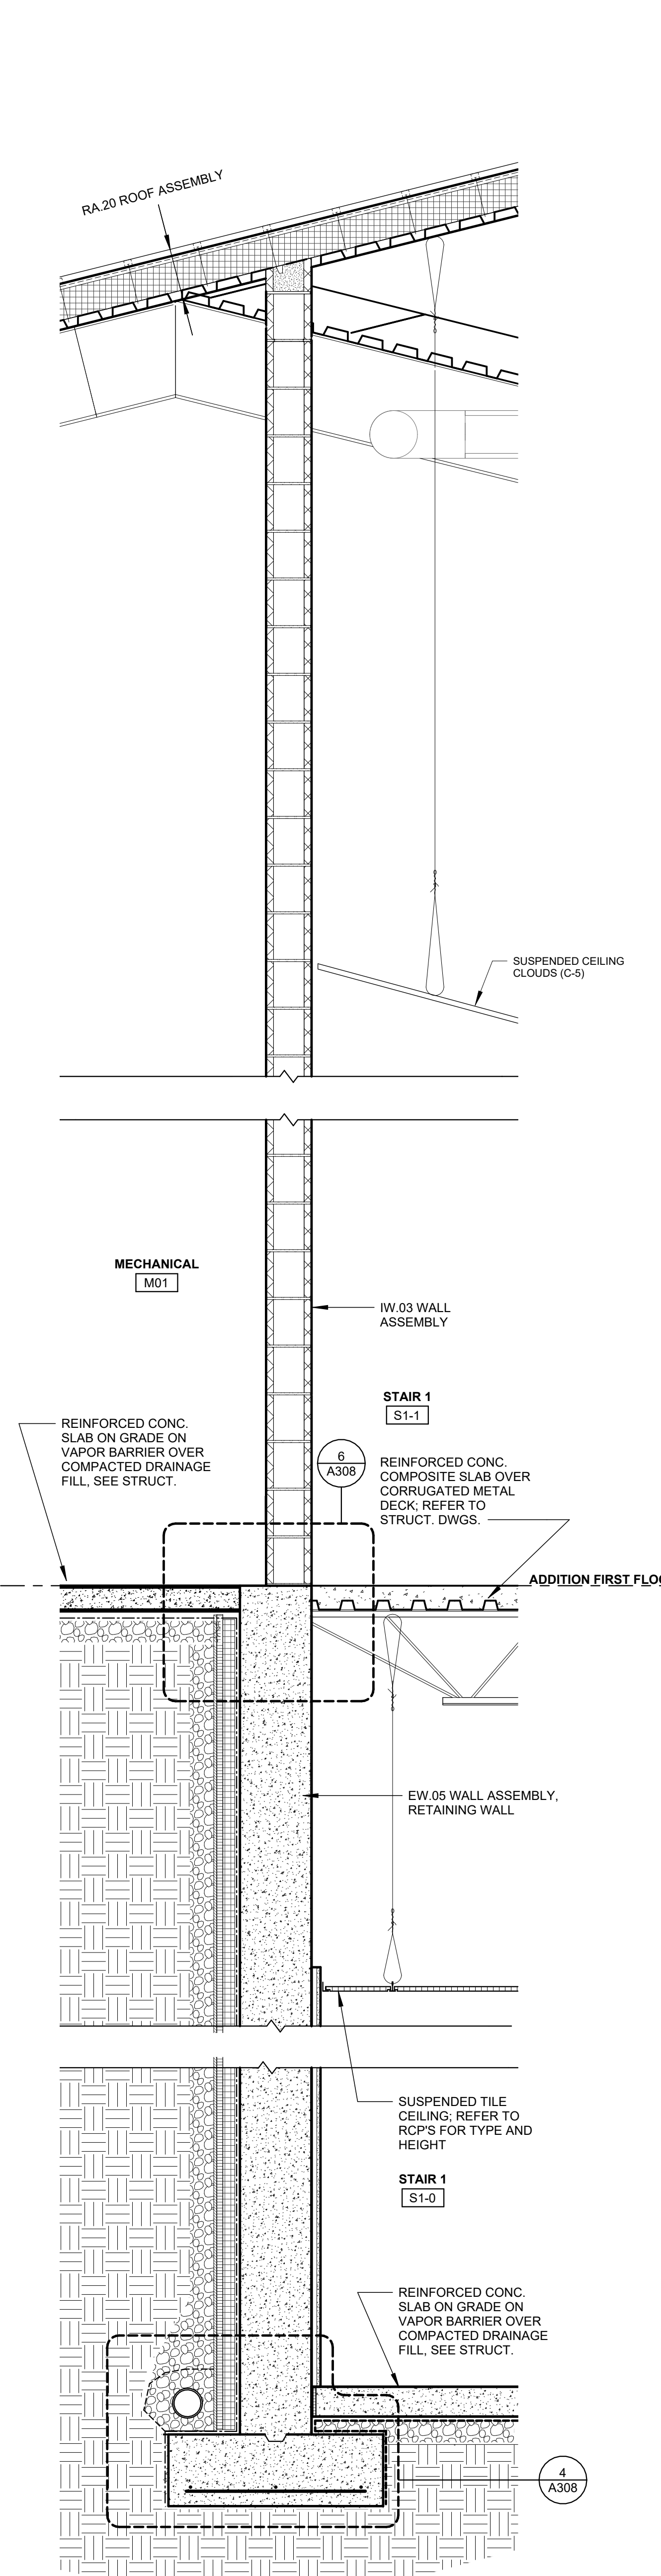 RA.20 ROOF ASSEMBLY
SUSPENDED CEILING
CLOUDS (C-5)
MECHANICAL
M01
IW.03 WALL
ASSEMBLY
STAIR 1
S1-1
REINFORCED CONC.
SLAB ON GRADE ON
VAPOR BARRIER OVER
COMPACTED DRAINAGE
FILL, SEE STRUCT.
6
A308
REINFORCED CONC.
COMPOSITE SLAB OVER
CORRUGATED METAL
DECK; REFER TO
STRUCT. DWGS.
ADDITION FIRST
EW.05 WALL ASSEMBLY,
RETAINING WALL
SUSPENDED TILE
CEILING; REFER TO
RCP'S FOR TYPE AND
HEIGHT
STAIR 1
S1-0
REINFORCED CONC.
SLAB ON GRADE ON
VAPOR BARRIER OVER
COMPACTED DRAINAGE
FILL, SEE STRUCT.
4
A308